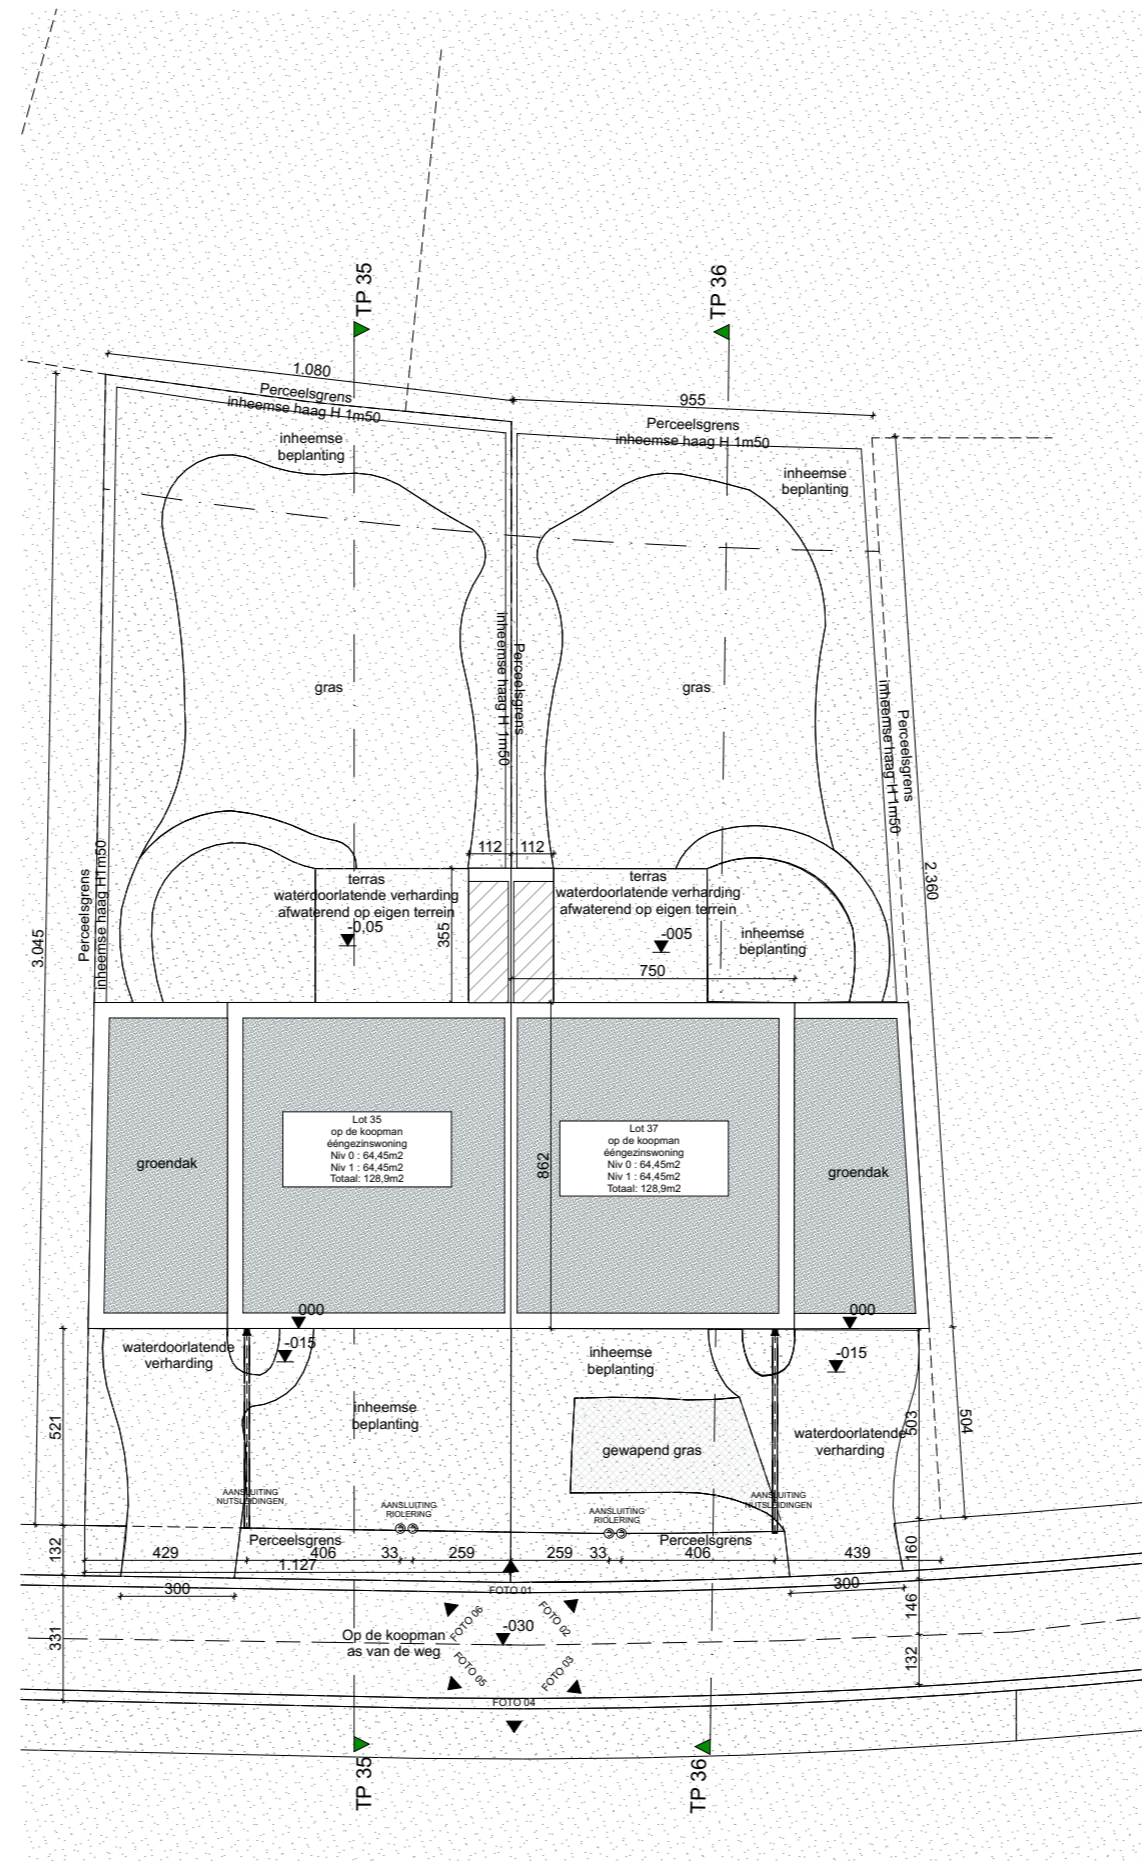 TP 35
TP 36
1.080
955
Perceelsgrens
inheemse haag H 1m50
Perceelsgrens
inheemse haag H 1m50
inheemse
beplanting
inheemse
beplanting
gras
gras
Perceelsgrens
inheemse haag H 1m50
Perceelsgrens
inheemse haag H 1m50
Perceelsgrens
inheemse haag H1m50
3.045
2.360
112
112
terras
waterdoorlatende verharding
afwaterend op eigen terrein
-0,05
355
terras
waterdoorlatende verharding
afwaterend op eigen terrein
-005
inheemse
beplanting
750
Lot 35
op de koopman
ééngezinswoning
Niv 0 : 64,45m2
Niv 1 : 64,45m2
Totaal: 128,9m2
Lot 37
op de koopman
ééngezinswoning
Niv 0 : 64,45m2
Niv 1 : 64,45m2
Totaal: 128,9m2
groendak
862
groendak
000
000
waterdoorlatende
verharding
-015
inheemse
beplanting
-015
inheemse
beplanting
521
503
504
gewapend gras
waterdoorlatende
verharding
AANSLUITING
NUTSLEIDINGEN
AANSLUITING
RIOLERING
AANSLUITING
RIOLERING
AANSLUITING
NUTSLEIDINGEN
Perceelsgrens
Perceelsgrens
132
429
406
33
259
259
33
406
439
160
1.127
300
300
FOTO 01
FOTO 06
FOTO 02
146
331
Op de koopman
as van de weg
-030
FOTO 05
FOTO 03
132
FOTO 04
TP 35
TP 36